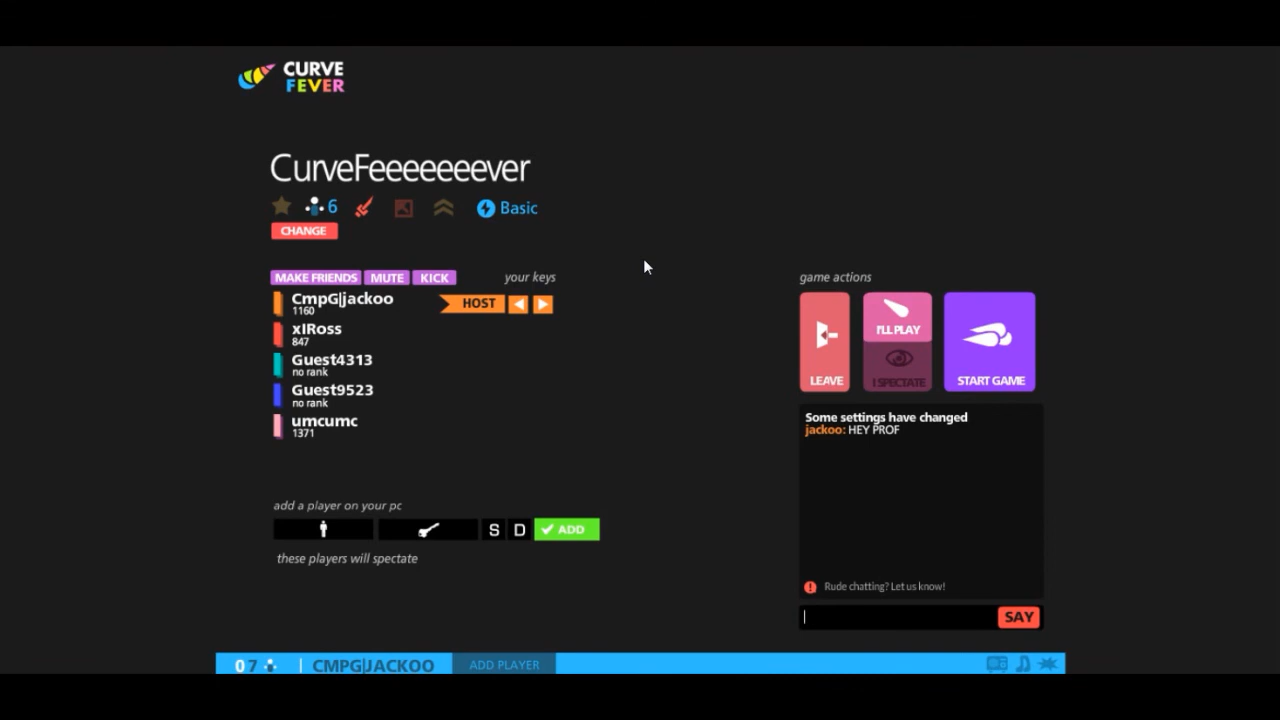 CURVE
FEVER
CurveFeeeeeeever
6
Basic
CHANGE
MAKE FRIENDS
MUTE
KICK
your keys
CmpG|jackoo
1160
HOST
xIRoss
847
Guest4313
no rank
Guest9523
no rank
umcumc
1371
add a player on your pc
S
D
ADD
these players will spectate
game actions
LEAVE
I'LL PLAY
I SPECTATE
START GAME
Some settings have changed
jackoo: HEY PROF
Rude chatting? Let us know!
SAY
07
CMPG|JACKOO
ADD PLAYER